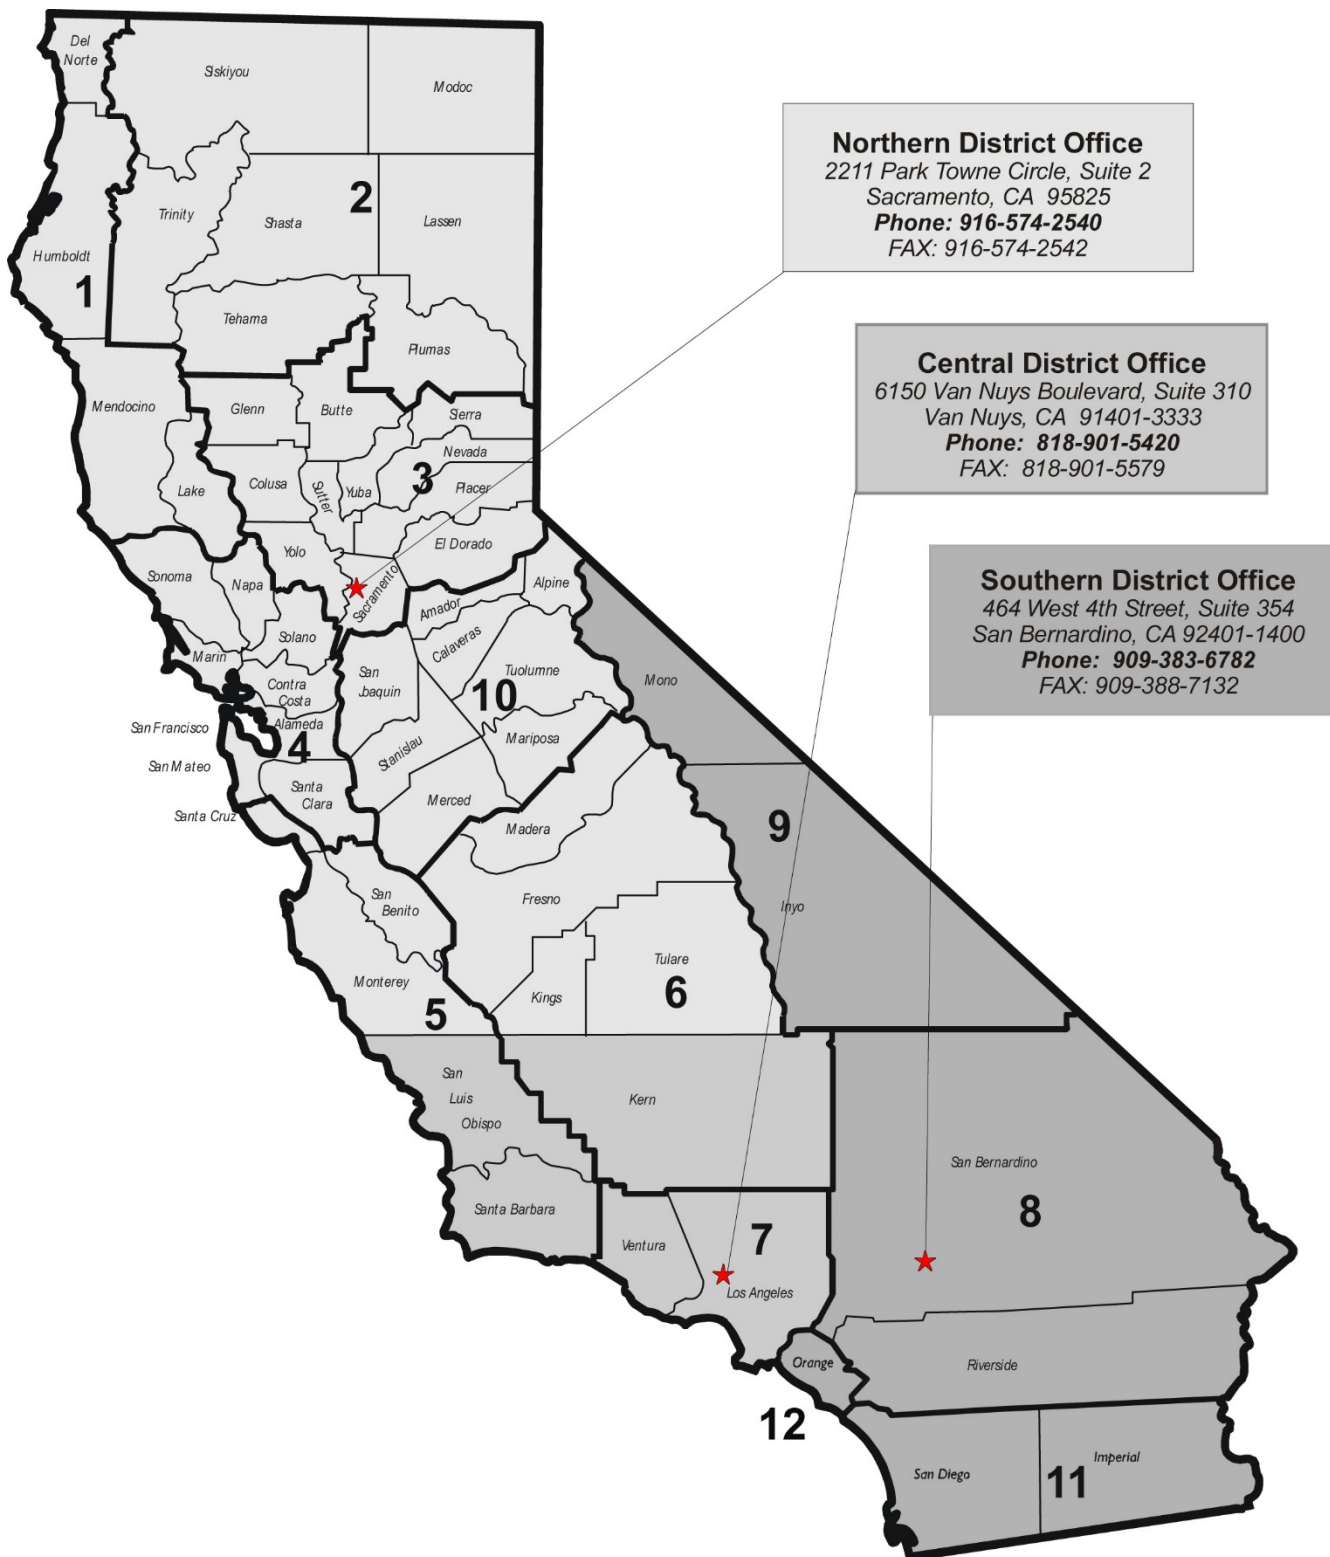 Del
Norte
Siskiyou
Modoc
Northern District Office
2211 Park Towne Circle, Suite 2
Sacramento, CA 95825
Phone: 916-574-2540
FAX: 916-574-2542
2
Trinity
Shasta
Lassen
Humboldt
1
Tehama
Plumas
Central District Office
6150 Van Nuys Boulevard, Suite 310
Van Nuys, CA 91401-3333
Phone: 818-901-5420
FAX: 818-901-5579
Mendocino
Glenn
Butte
Sierra
Nevada
3
Lake
Colusa
Sutter
Yuba
Placer
Yolo
El Dorado
Sonoma
Napa
Sacramento
Alpine
Amador
Southern District Office
464 West 4th Street, Suite 354
San Bernardino, CA 92401-1400
Phone: 909-383-6782
FAX: 909-388-7132
Solano
Calaveras
Marin
San
Joaquin
Tuolumne
Mono
Contra
Costa
10
San Francisco
Alameda
4
Stanislau
Mariposa
San Mateo
Santa
Clara
Merced
Santa Cruz
Madera
9
San
Benito
Fresno
Inyo
Tulare
Monterey
Kings
6
5
San
Luis
Obispo
Kern
San Bernardino
Santa Barbara
8
Ventura
7
Los Angeles
Orange
Riverside
12
San Diego
Imperial
11